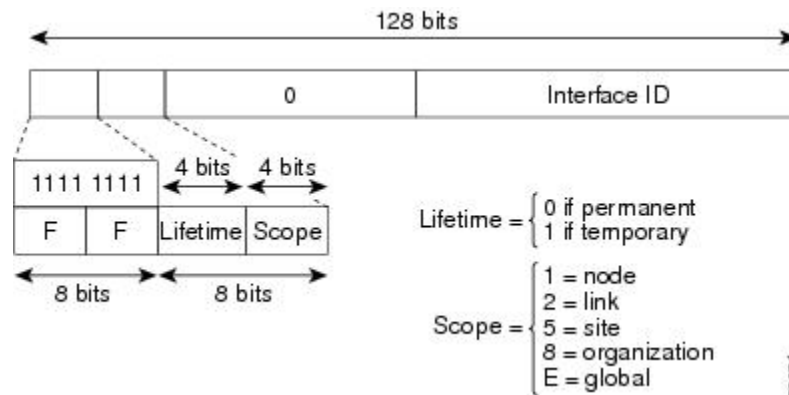 128 bits
0 Interface ID
4 bits 4 bits
1111 1111
F F Lifetime Scope
8 bits 8 bits
Lifetime = 0 if permanent
1 if temporary
Scope = 1 = node
2 = link
5 = site
8 = organization
E = global